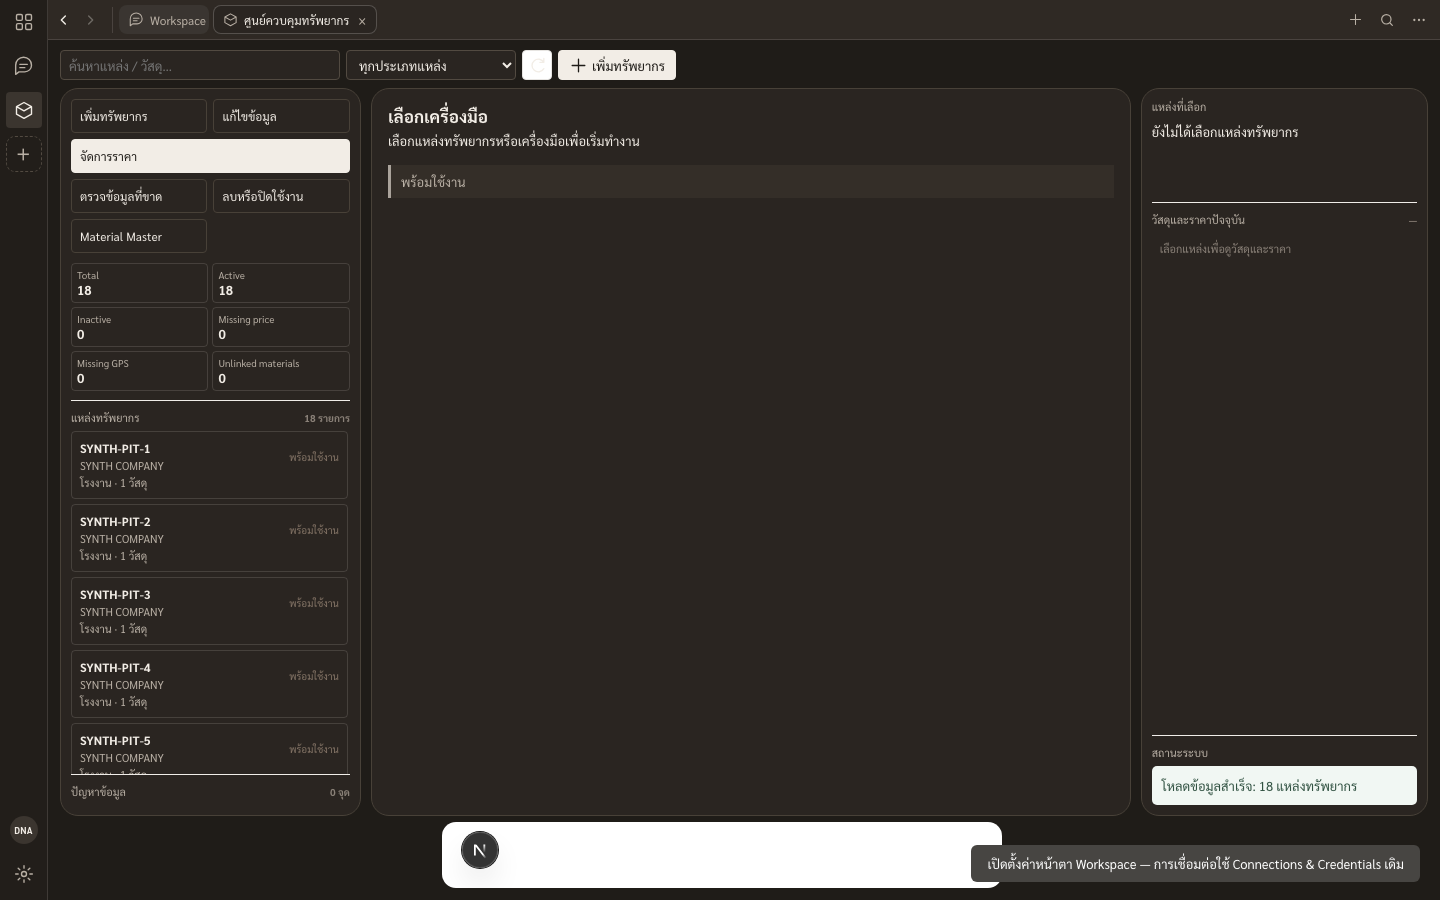 Workspace
ศูนย์ควบคุมทรัพยากร ×
ค้นหาแหล่ง / วัสดุ...
ทุกประเภทแหล่ง
เพิ่มทรัพยากร
เพิ่มทรัพยากร
แก้ไขข้อมูล
จัดการราคา
ตรวจข้อมูลที่ขาด
ลบหรือปิดใช้งาน
Material Master
Total
18
Active
18
Inactive
0
Missing price
0
Missing GPS
0
Unlinked materials
0
แหล่งทรัพยากร
18 รายการ
SYNTH-PIT-1
SYNTH COMPANY
โรงงาน · 1 วัสดุ
พร้อมใช้งาน
SYNTH-PIT-2
SYNTH COMPANY
โรงงาน · 1 วัสดุ
พร้อมใช้งาน
SYNTH-PIT-3
SYNTH COMPANY
โรงงาน · 1 วัสดุ
พร้อมใช้งาน
SYNTH-PIT-4
SYNTH COMPANY
โรงงาน · 1 วัสดุ
พร้อมใช้งาน
SYNTH-PIT-5
SYNTH COMPANY
พร้อมใช้งาน
ปัญหาข้อมูล
0 จุด
เลือกเครื่องมือ
เลือกแหล่งทรัพยากรหรือเครื่องมือเพื่อเริ่มทำงาน
พร้อมใช้งาน
แหล่งที่เลือก
ยังไม่ได้เลือกแหล่งทรัพยากร
วัสดุและราคาปัจจุบัน
—
เลือกแหล่งเพื่อดูวัสดุและราคา
สถานะระบบ
โหลดข้อมูลสำเร็จ: 18 แหล่งทรัพยากร
DNA
N
เปิดตั้งค่าหน้าตา Workspace — การเชื่อมต่อใช้ Connections & Credentials เดิม